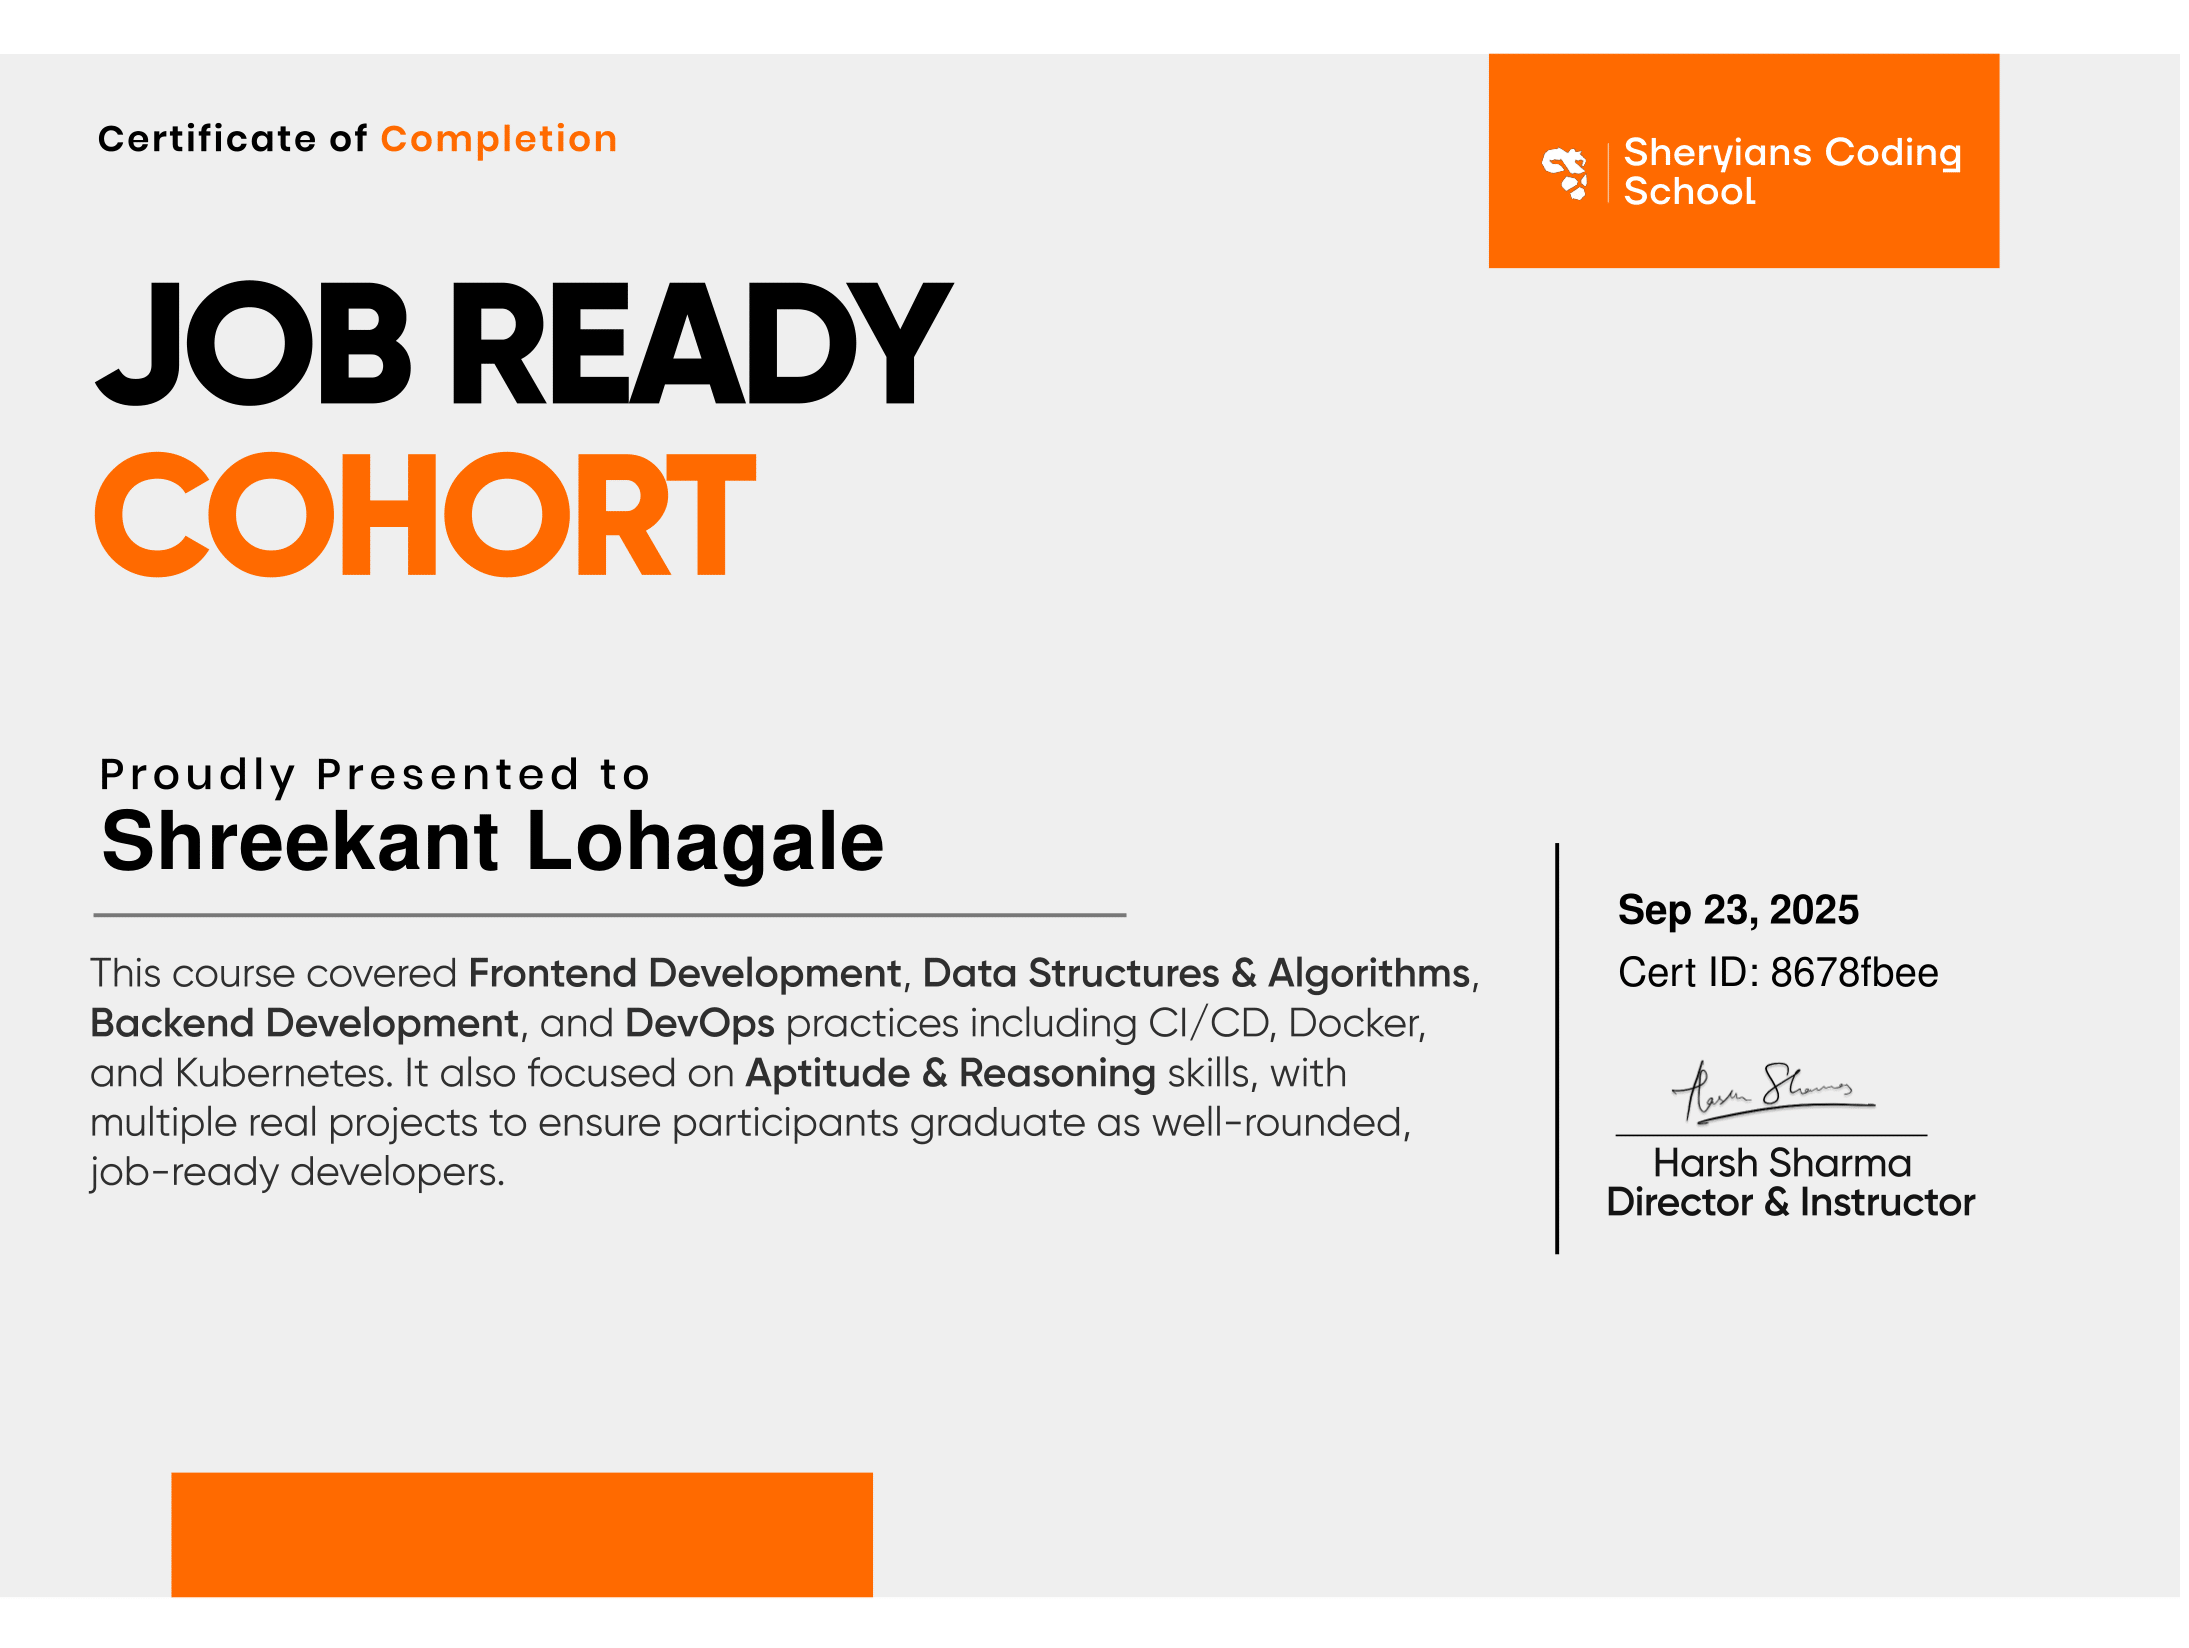 Certificate of Completion
Sheryians Coding
School
JOB READY
COHORT
Proudly Presented to
Shreekant Lohagale
This course covered Frontend Development, Data Structures & Algorithms,
Backend Development, and DevOps practices including CI/CD, Docker,
and Kubernetes. It also focused on Aptitude & Reasoning skills, with
multiple real projects to ensure participants graduate as well-rounded,
job-ready developers.
Sep 23, 2025
Cert ID: 8678fbee
Harsh Sharma
Harsh Sharma
Director & Instructor